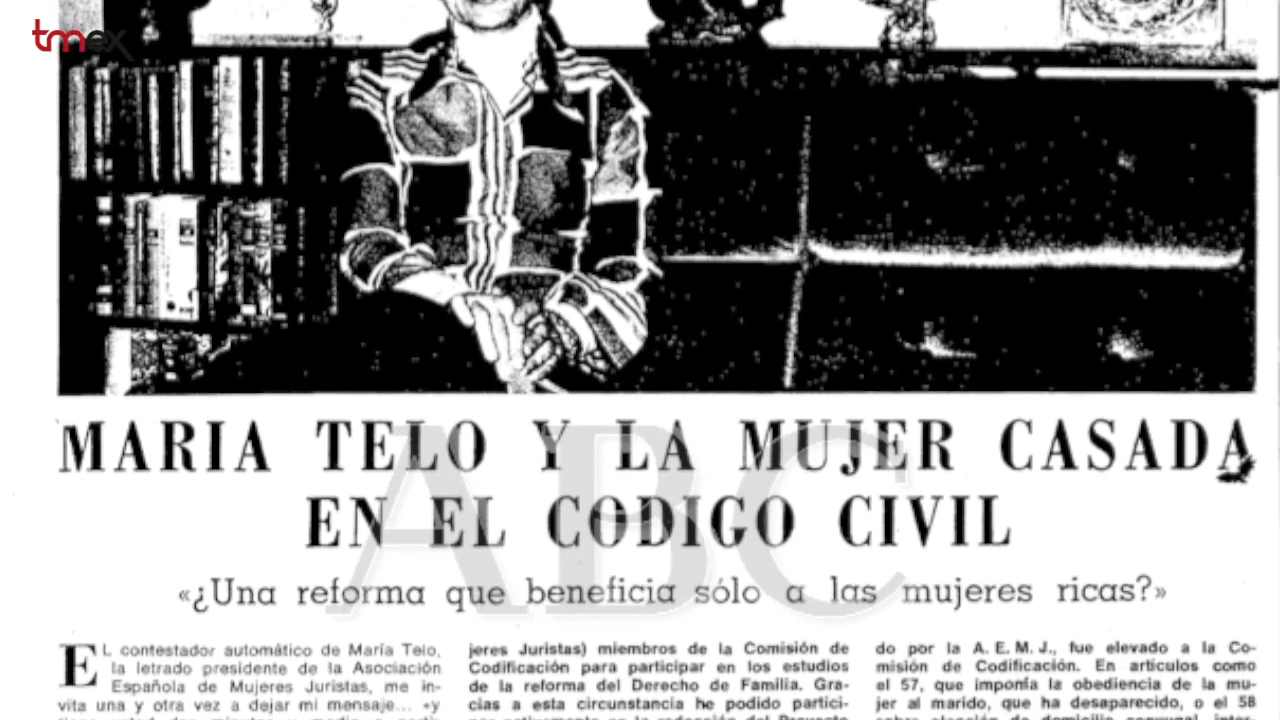 tmex
MARIA TELO Y LA MUJER CASADA
EN EL CODIGO CIVIL
«¿Una reforma que beneficia sólo a las mujeres ricas?»
ABC
EL contestador automático de María Telo,
la letrado presidente de la Asociación
Española de Mujeres Juristas, me in-
vita una y otra vez a dejar mi mensaje... «y
jeres Juristas) miembros de la Comisión de
Codificación para participar en los estudios
de la reforma del Derecho de Familia. Gra-
cias a esta circunstancia he podido partici-
do por la A. E. M. J., fue elevado a la Co-
misión de Codificación. En artículos como
el 57, que imponía la obediencia de la mu-
jer al marido, que ha desaparecido, o el 58